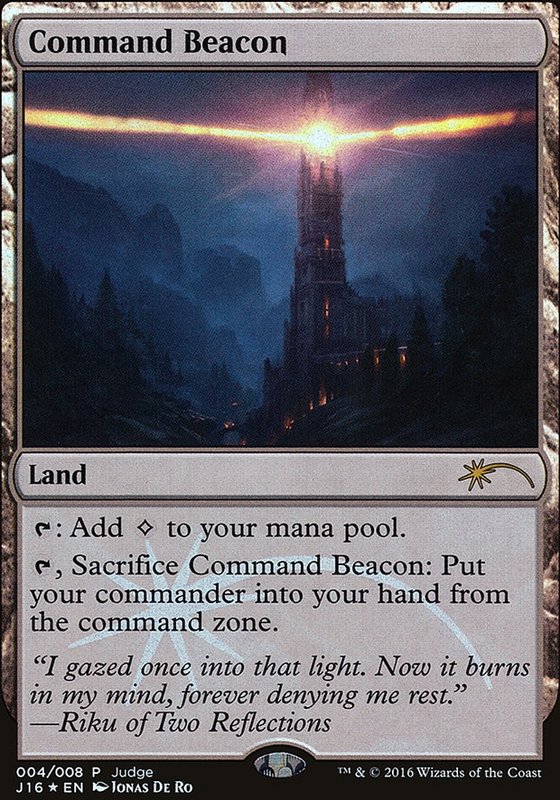 Command Beacon
Land
: Add to your mana pool.
, Sacrifice Command Beacon: Put
your commander into your hand from
the command zone.
“I gazed once into that light. Now it burns
in my mind, forever denying me rest.”
—Riku of Two Reflections
004/008 P Judge
J16 ★ EN Jonas De Ro
™ & © 2016 Wizards of the Coast